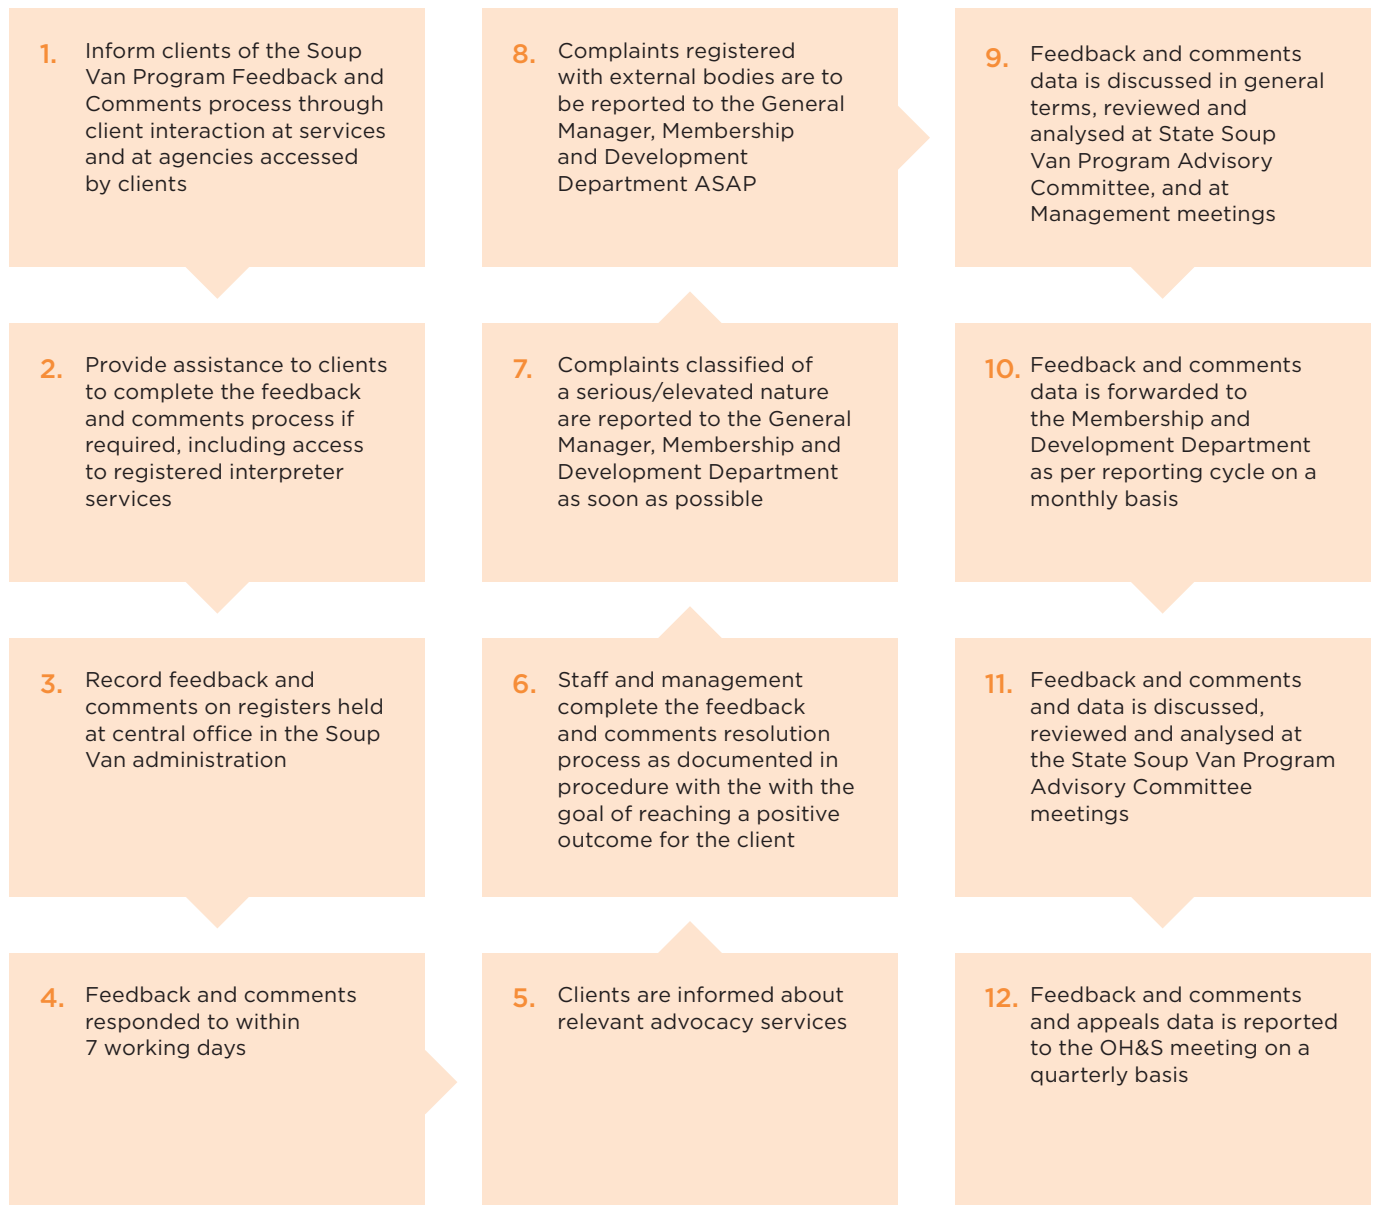 1. Inform clients of the Soup
Van Program Feedback and
Comments process through
client interaction at services
and at agencies accessed
by clients
2. Provide assistance to clients
to complete the feedback
and comments process if
required, including access
to registered interpreter
services
3. Record feedback and
comments on registers held
at central office in the Soup
Van administration
4. Feedback and comments
responded to within
7 working days
5. Clients are informed about
relevant advocacy services
6. Staff and management
complete the feedback
and comments resolution
process as documented in
procedure with the with the
goal of reaching a positive
outcome for the client
7. Complaints classified of
a serious/elevated nature
are reported to the General
Manager, Membership and
Development Department
as soon as possible
8. Complaints registered
with external bodies are to
be reported to the General
Manager, Membership
and Development
Department ASAP
9. Feedback and comments
data is discussed in general
terms, reviewed and
analysed at State Soup
Van Program Advisory
Committee, and at
Management meetings
10. Feedback and comments
data is forwarded to
the Membership and
Development Department
as per reporting cycle on a
monthly basis
11. Feedback and comments
and data is discussed,
reviewed and analysed at
the State Soup Van Program
Advisory Committee
meetings
12. Feedback and comments
and appeals data is reported
to the OH&S meeting on a
quarterly basis